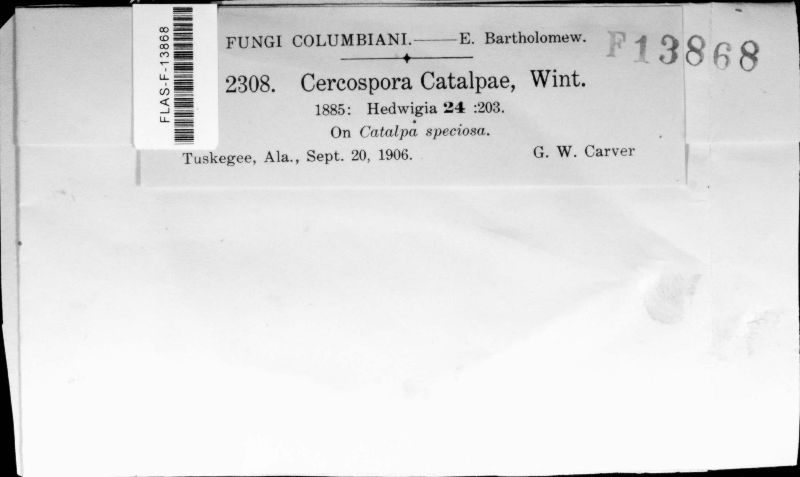 FLAS-F-13868
FUNGI COLUMBIANI.——E. Bartholomew.
F13868
2308. Cercospora Catalpae, Wint.
1885: Hedwigia 24 :203.
On Catalpa speciosa.
Tuskegee, Ala., Sept. 20, 1906. G. W. Carver